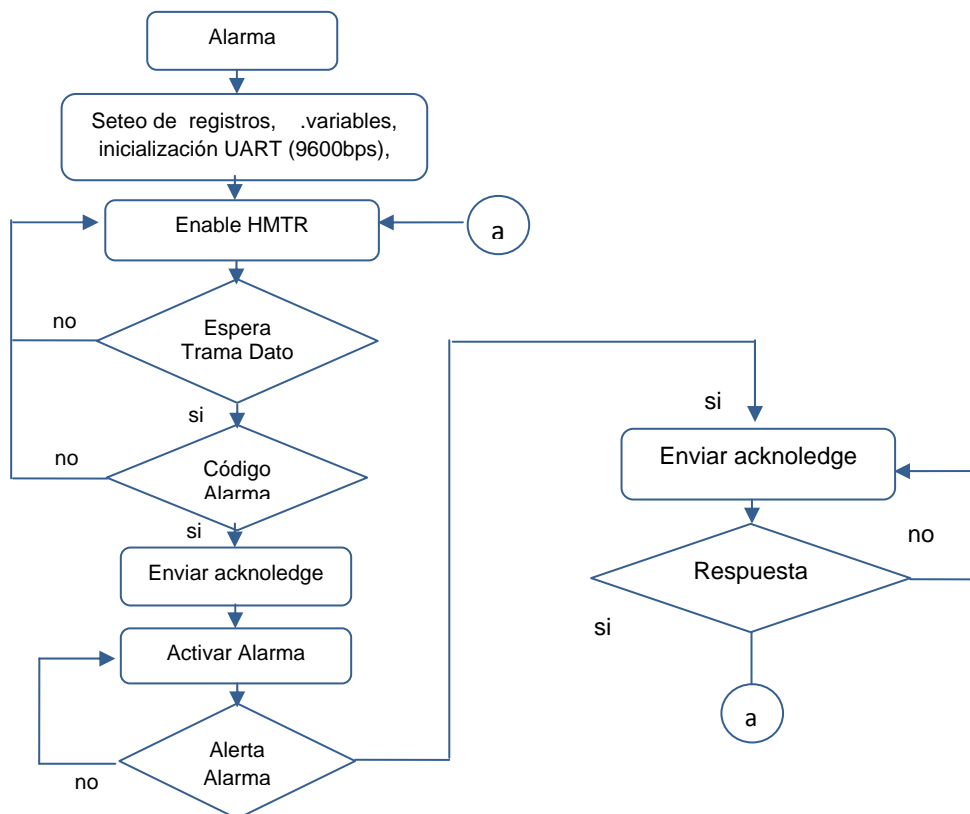 Alarma
Seteo de registros, .variables,
inicialización UART (9600bps),
Enable HMTR
a
no
Espera
Trama Dato
si
no
Código
Alarma
si
Enviar acknoledge
Activar Alarma
no
Alerta
Alarma
si
Enviar acknoledge
no
Respuesta
si
a